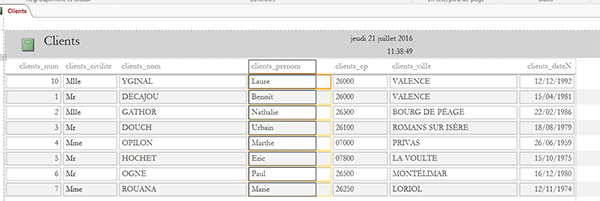 Clients
Clients
jeudi 21 juillet 2016
11:38:49
clients_num clients_civilite clients_nom clients_prenom clients_cp clients_ville clients_dateN
10 Mlle YGINAL Laure 26000 VALENCE 12/12/1992
1 Mr DECAJOU Benoit 26000 VALENCE 15/04/1981
2 Mlle GATHOR Nathalie 26300 BOURG DE PÉAGE 22/02/1986
3 Mr DOUCH Urbain 26100 ROMANS SUR ISÈRE 18/08/1979
4 Mme OPILON Marthe 07000 PRIVAS 26/06/1959
5 Mr HOCHET Eric 07800 LA VOULTE 15/10/1975
6 Mr OGNE Paul 26500 MONTÉLIMAR 16/12/1980
7 Mme ROUANA Marie 26250 LORIOL 12/11/1974